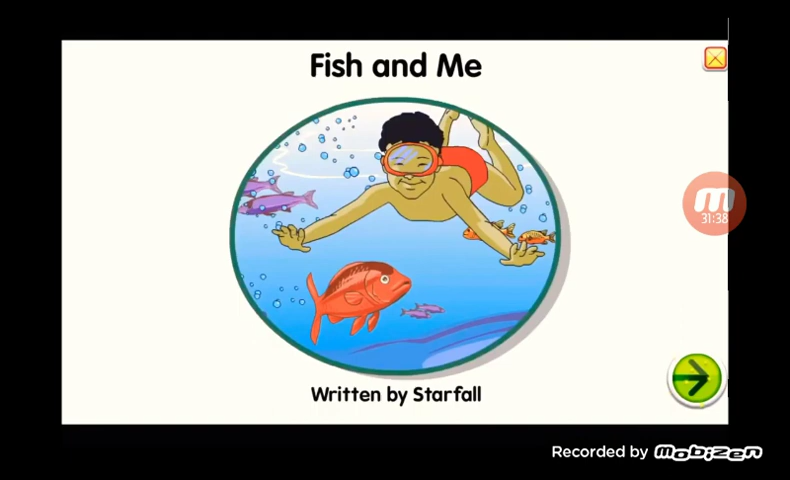 Fish and Me
31:38
Written by Starfall
Recorded by mobizen